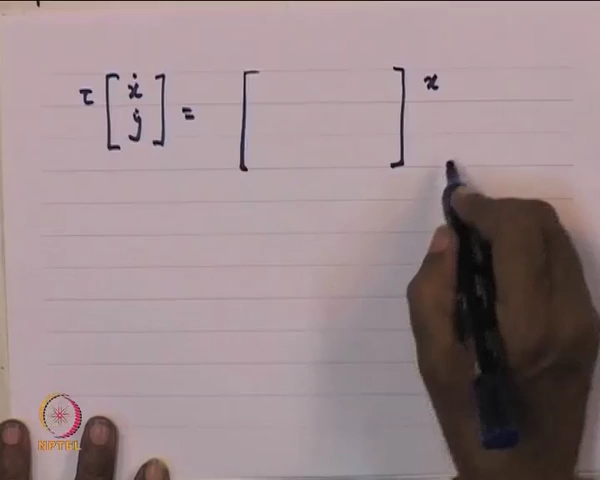 τ [ẋ ẏ] = [ ] x
NPTEL